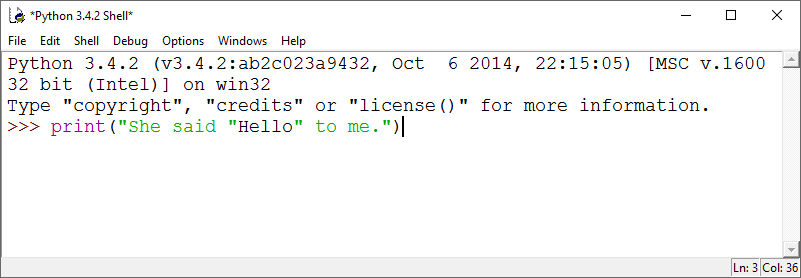 *Python 3.4.2 Shell*
File Edit Shell Debug Options Windows Help
Python 3.4.2 (v3.4.2:ab2c023a9432, Oct  6 2014, 22:15:05) [MSC v.1600
32 bit (Intel)] on win32
Type "copyright", "credits" or "license()" for more information.
>>> print("She said "Hello" to me.")
Ln: 3 Col: 36